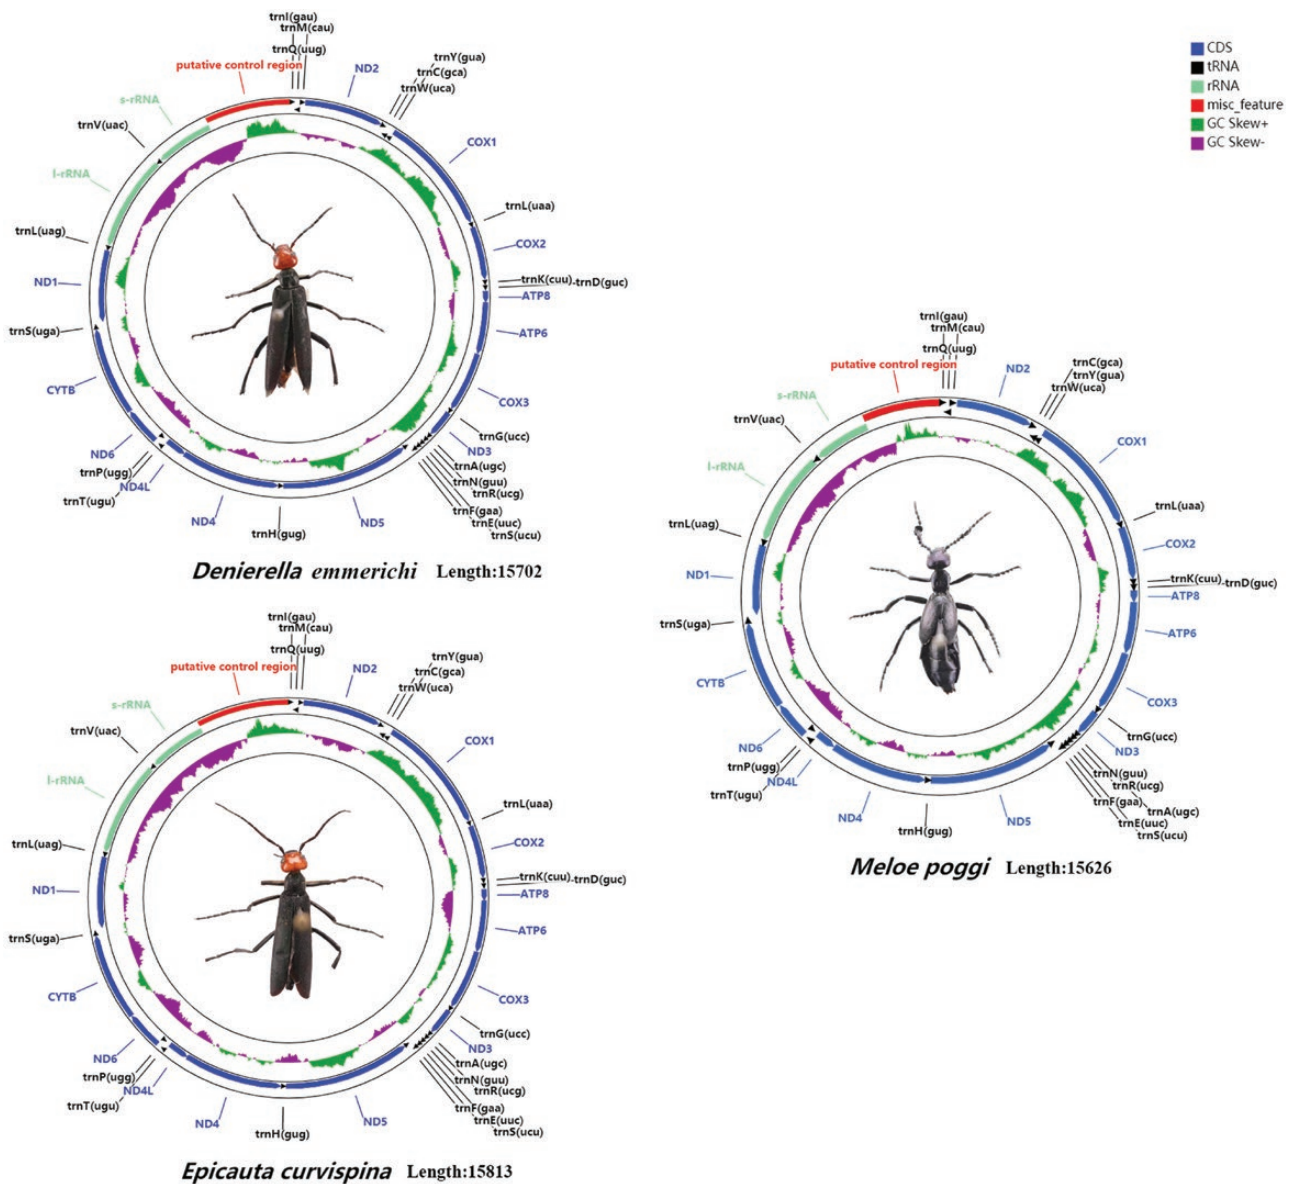 trnI(gau)
trnM(cau)
trnQ(uug)
putative control region
ND2
trnY(gua)
trnC(gca)
trnW(uca)
s-rRNA
trnV(uac)
COX1
l-rRNA
trnL(uaa)
trnL(uag)
COX2
ND1
trnK(cuu)
trnD(guc)
ATP8
trnS(uga)
ATP6
CYTB
COX3
trnG(ucc)
ND6
ND3
trnP(ugg)
trnA(ugc)
ND4L
trnN(guu)
trnT(ugu)
trnR(ucg)
trnF(gaa)
ND4
ND5
trnE(uuc)
trnH(gug)
trnS(ucu)
Denierella emmerichi Length:15702
CDS
tRNA
rRNA
misc_feature
GC Skew+
GC Skew-
trnI(gau)
trnM(cau)
trnQ(uug)
putative control region
ND2
trnC(gca)
trnY(gua)
trnW(uca)
s-rRNA
trnV(uac)
COX1
l-rRNA
trnL(uaa)
trnL(uag)
COX2
ND1
trnK(cuu)
trnD(guc)
ATP8
trnS(uga)
ATP6
CYTB
COX3
trnG(ucc)
ND6
ND3
trnP(ugg)
trnN(guu)
ND4L
trnR(ucg)
trnT(ugu)
trnF(gaa)
trnA(ugc)
ND4
ND5
trnE(uuc)
trnH(gug)
trnS(ucu)
Meloe poggi Length:15626
trnI(gau)
trnM(cau)
trnQ(uug)
putative control region
ND2
trnY(gua)
trnC(gca)
trnW(uca)
s-rRNA
trnV(uac)
COX1
l-rRNA
trnL(uaa)
trnL(uag)
COX2
ND1
trnK(cuu)
trnD(guc)
ATP8
trnS(uga)
ATP6
CYTB
COX3
trnG(ucc)
ND6
ND3
trnP(ugg)
trnA(ugc)
ND4L
trnN(guu)
trnT(ugu)
trnR(ucg)
trnF(gaa)
ND4
ND5
trnE(uuc)
trnH(gug)
trnS(ucu)
Epicauta curvispina Length:15813